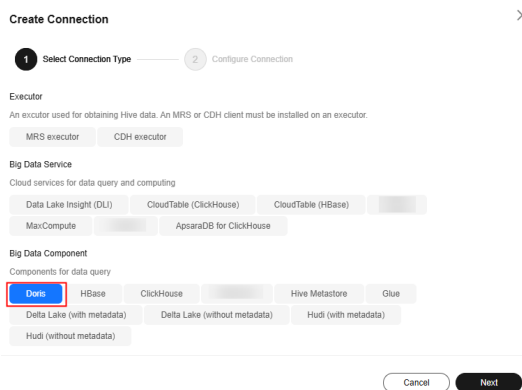 Create Connection
1 Select Connection Type 2 Configure Connection
Executor
An excutor used for obtaining Hive data. An MRS or CDH client must be installed on an executor.
MRS executor CDH executor
Big Data Service
Cloud services for data query and computing
Data Lake Insight (DLI) CloudTable (ClickHouse) CloudTable (HBase)
MaxCompute ApsaraDB for ClickHouse
Big Data Component
Components for data query
Doris HBase ClickHouse Hive Metastore Glue
Delta Lake (with metadata) Delta Lake (without metadata) Hudi (with metadata)
Hudi (without metadata)
Cancel Next